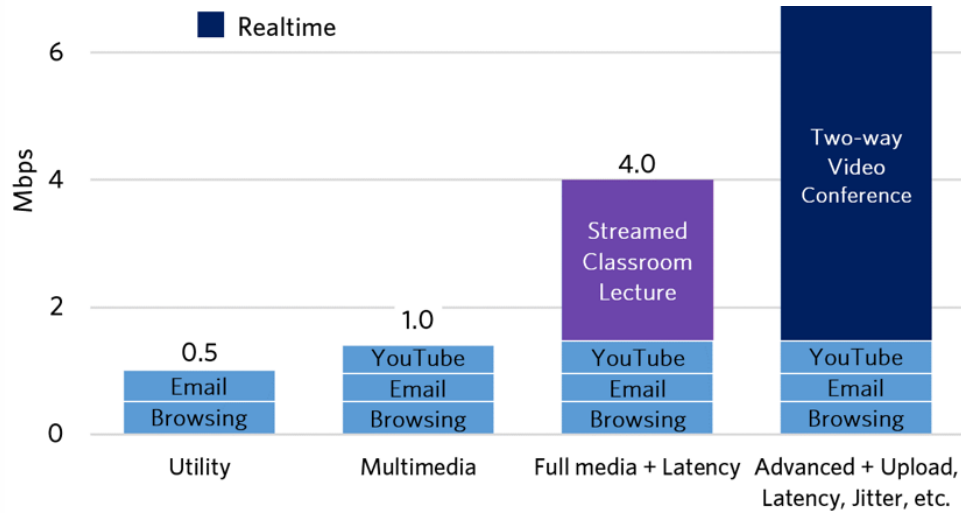 Realtime
Mbps
6
4
2
0
0.5
Email
Browsing
Utility
1.0
YouTube
Email
Browsing
Multimedia
4.0
Streamed
Classroom
Lecture
YouTube
Email
Browsing
Full media + Latency
Two-way
Video
Conference
YouTube
Email
Browsing
Advanced + Upload,
Latency, Jitter, etc.